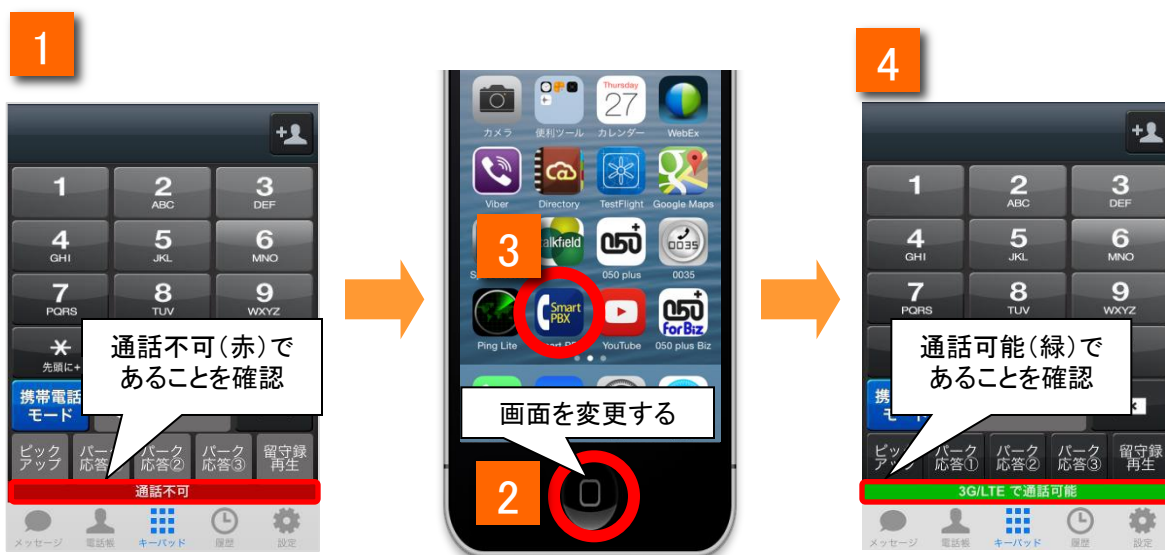 1
1
2
ABC
3
DEF
4
GHI
5
JKL
6
MNO
7
PQRS
8
TUV
9
WXYZ
先頭に+
通話不可(赤)で
あることを確認
携帯電話
モード
ピック
アップ
パーク
応答
パーク
応答②
パーク
応答③
留守録
再生
通話不可
メッセージ
電話帳
キーパッド
履歴
設定
カメラ
便利ツール
Thursday
27
カレンダー
WebEx
Viber
Directory
TestFlight
Google Maps
3
alkfield
050
050 plus
0035
0035
Smart
PBX
050
for Biz
Ping Lite
YouTube
050 plus Biz
画面を変更する
2
4
1
2
ABC
3
DEF
4
GHI
5
JKL
6
MNO
7
PQRS
8
TUV
9
WXYZ
通話可能(緑)で
あることを確認
パーク
応答①
パーク
応答②
パーク
応答③
留守録
再生
3G/LTE で通話可能
メッセージ
電話帳
キーパッド
履歴
設定